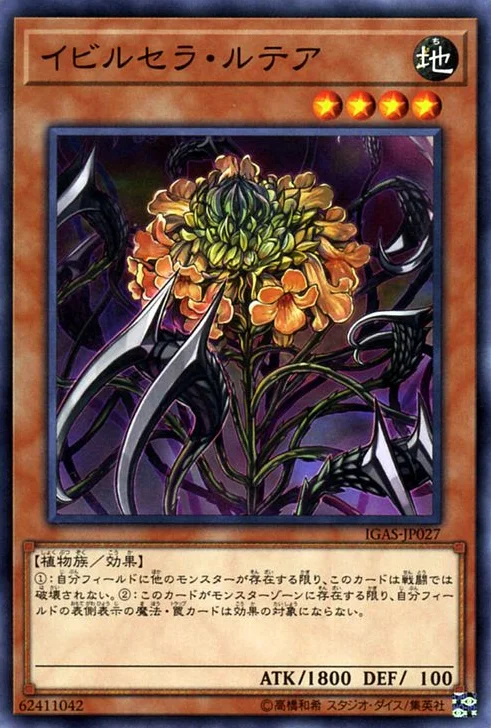 イビルセラ・ルテア
ち
地
IGAS-JP027
【植物族／効果】
①：自分フィールドに他のモンスターが存在する限り、このカードは戦闘では
破壊されない。②：このカードがモンスターゾーンに存在する限り、自分フィール
ドの表側表示の魔法・罠カードは効果の対象にならない。
ATK/1800 DEF/ 100
62411042
©高橋和希 スタジオ・ダイス/集英社